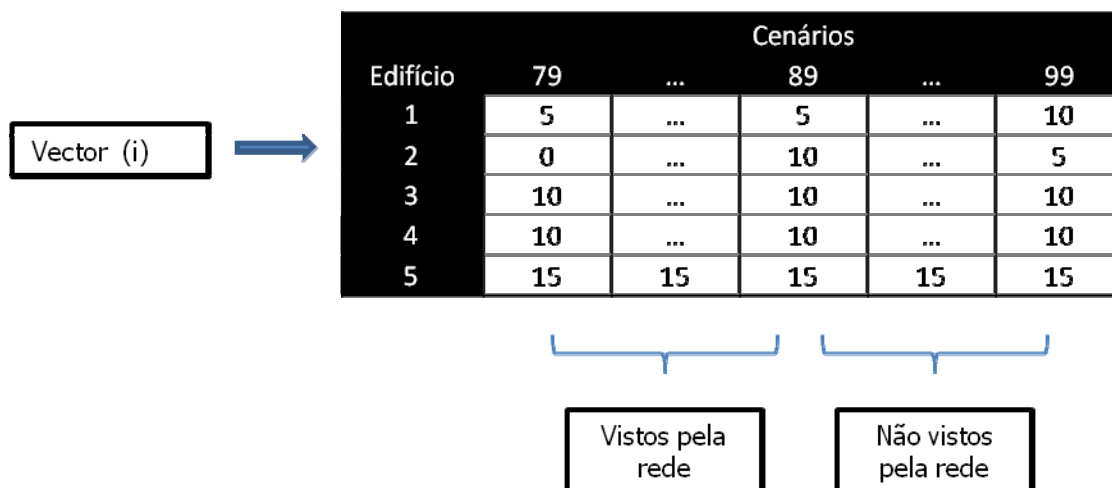 Cenários
Edifício 79 ... 89 ... 99
1 5 ... 5 ... 10
Vector (i)
2 0 ... 10 ... 5
3 10 ... 10 ... 10
4 10 ... 10 ... 10
5 15 15 15 15 15
Vistos pela
rede
Não vistos
pela rede